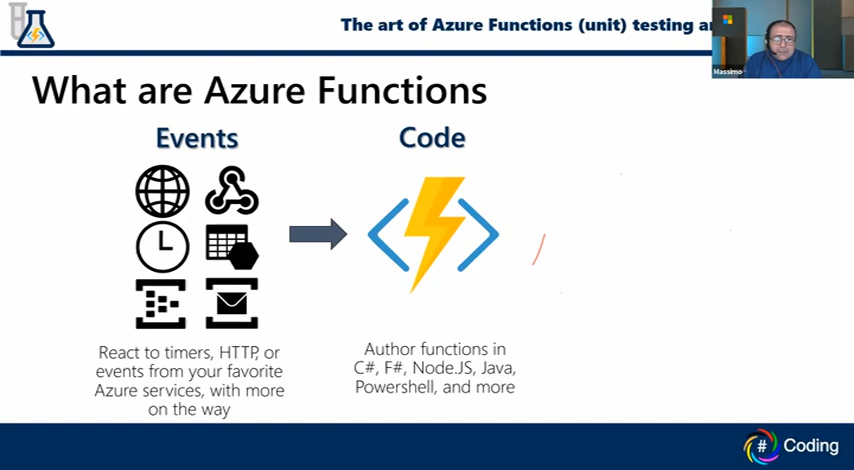 The art of Azure Functions (unit) testing
Massimo
What are Azure Functions
Events
Code
React to timers, HTTP, or
events from your favorite
Azure services, with more
on the way
Author functions in
C#, F#, Node.JS, Java,
Powershell, and more
# Coding